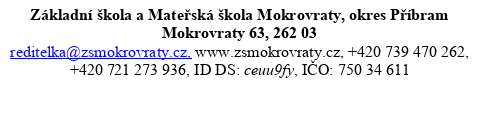 Základní škola a Mateřská škola Mokrovraty, okres Příbram
Mokrovraty 63, 262 03
reditelka@zsmokrovraty.cz, www.zsmokrovraty.cz, +420 739 470 262,
+420 721 273 936, ID DS: ceuu9fy, IČO: 750 34 611